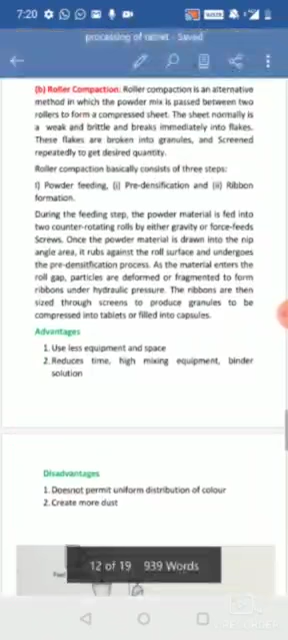 7:20
processing of ratnet - Saved
(b) Roller Compaction: Roller compaction is an alternative
method in which the powder mix is passed between two
rollers to form a compressed sheet. The sheet normally is
a weak and brittle and breaks immediately into flakes.
These flakes are broken into granules, and Screened
repeatedly to get desired quantity.
Roller compaction basically consists of three steps:
I) Powder feeding, (i) Pre-densification and (ii) Ribbon
formation.
During the feeding step, the powder material is fed into
two counter-rotating rolls by either gravity or force-feeds
Screws. Once the powder material is drawn into the nip
angle area, it rubs against the roll surface and undergoes
the pre-densitfication process. As the material enters the
roll gap, particles are deformed or fragmented to form
ribbons under hydraulic pressure. The ribbons are then
sized through screens to produce granules to be
compressed into tablets or filled into capsules.
Advantages
1. Use less equipment and space
2. Reduces time, high mixing equipment, binder
solution
Disadvantages
1. Doesnot permit uniform distribution of colour
2. Create more dust
12 of 19 939 Words
RECORDER